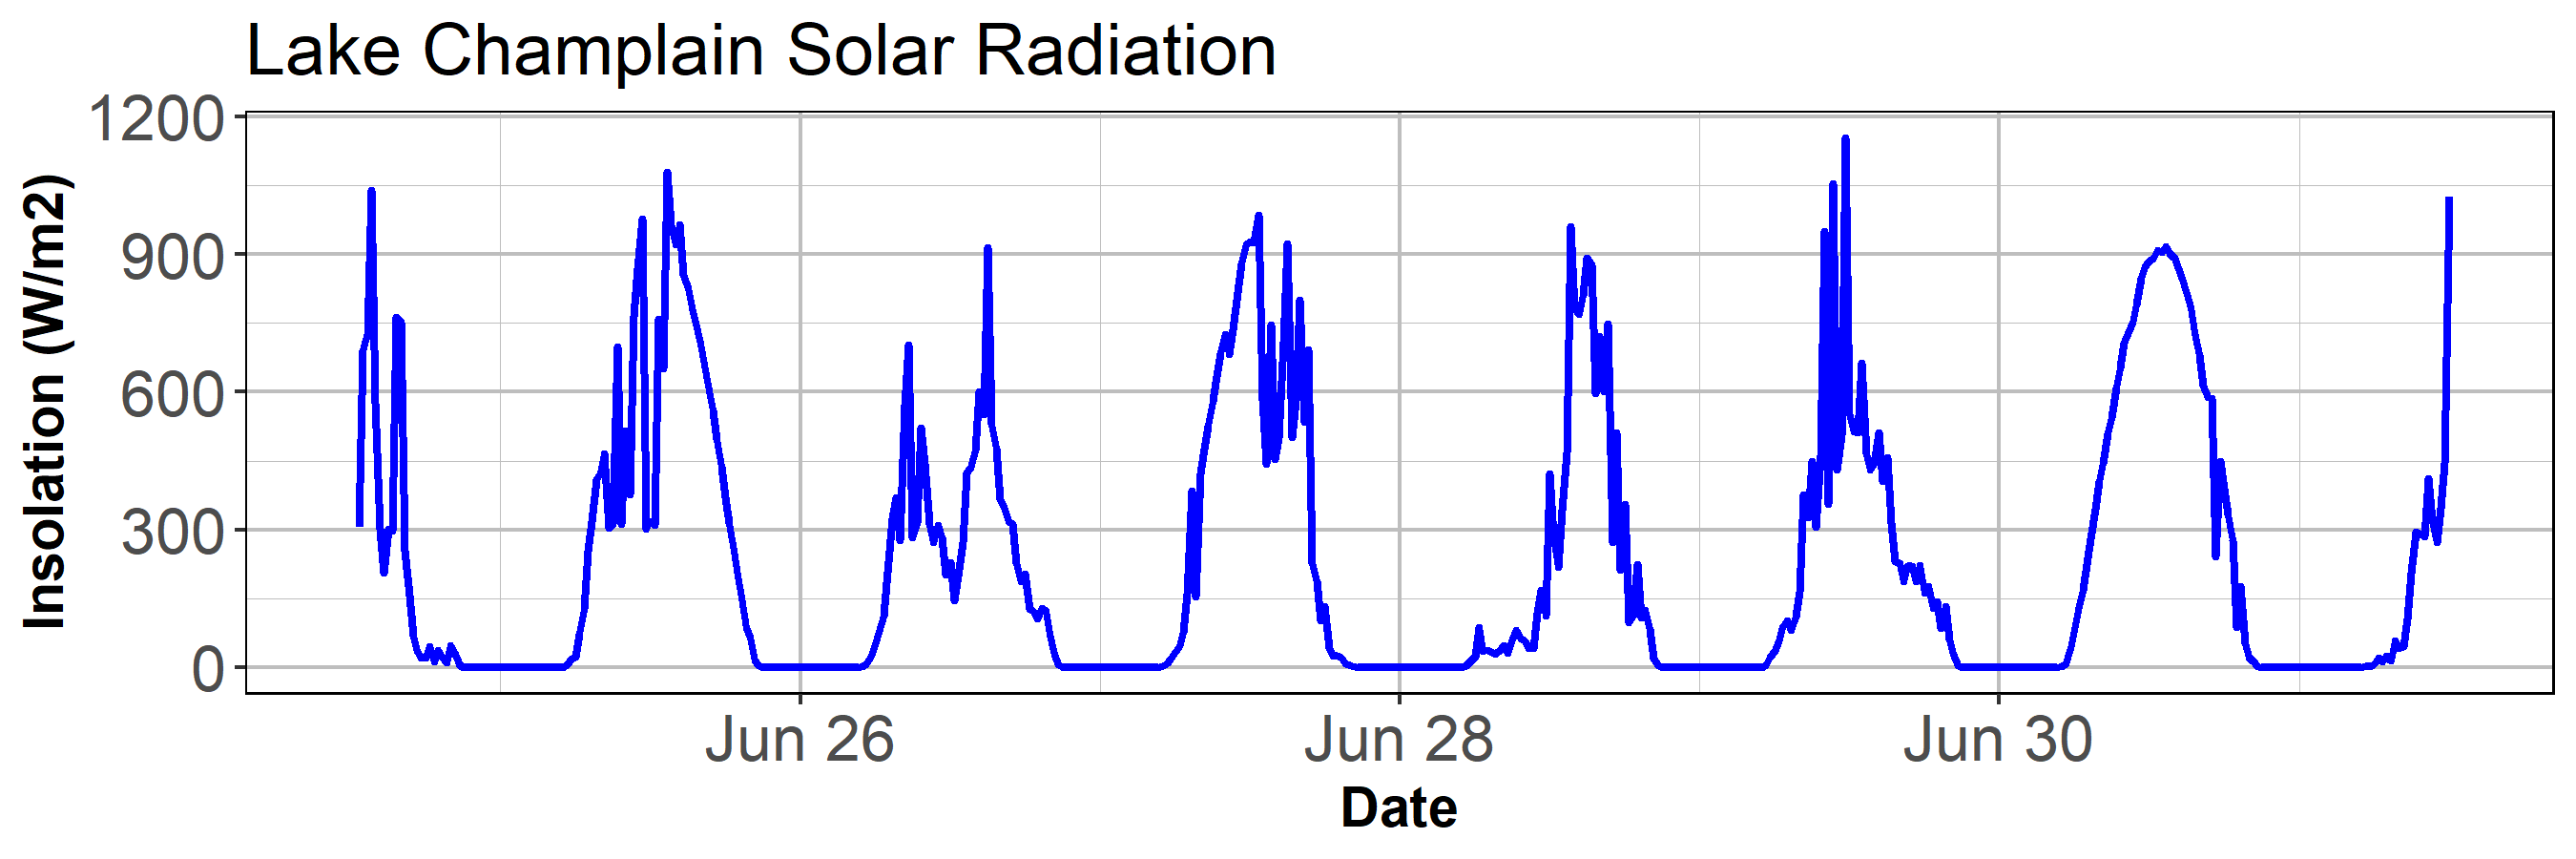 Lake Champlain Solar Radiation
1200
900
600
300
0
Insolation (W/m2)
Jun 26
Jun 28
Jun 30
Date